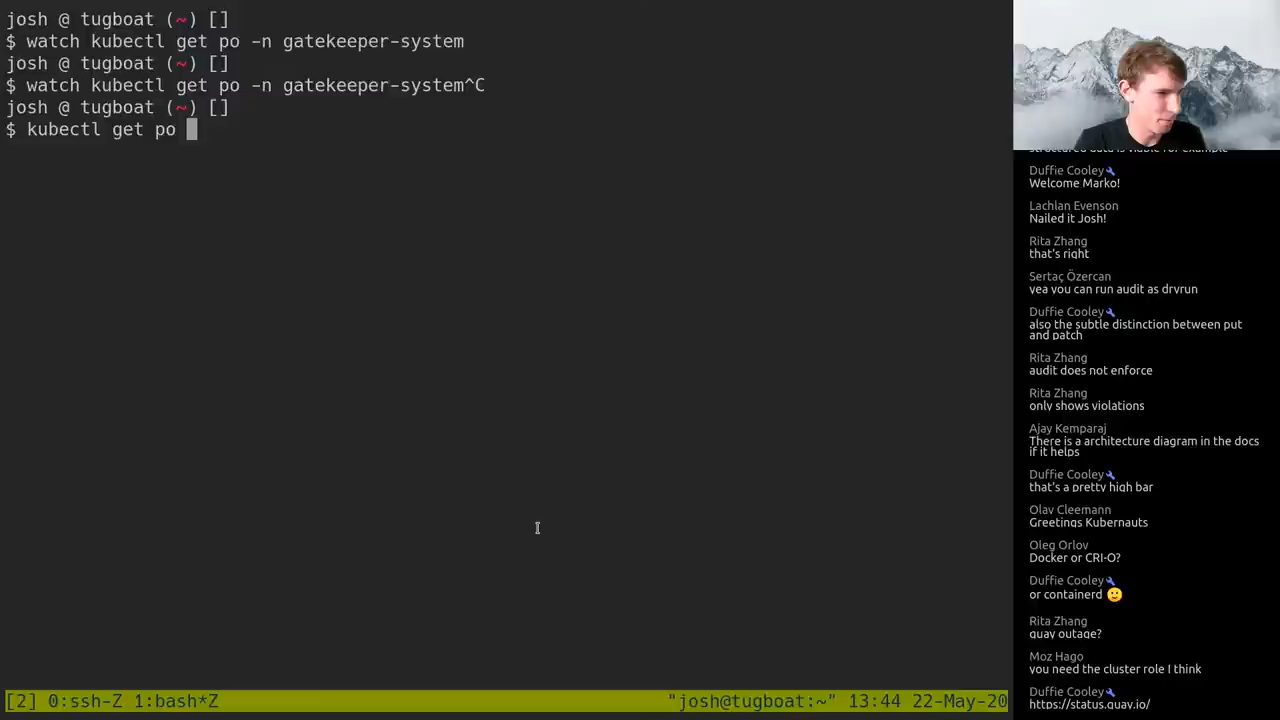 josh @ tugboat (~) []
$ watch kubectl get po -n gatekeeper-system
josh @ tugboat (~) []
$ watch kubectl get po -n gatekeeper-system^C
josh @ tugboat (~) []
$ kubectl get po
[2] 0:ssh-Z 1:bash*Z "josh@tugboat:~" 13:44 22-May-20
structured data is viable for example
Duffie Cooley
Welcome Marko!
Lachlan Evenson
Nailed it Josh!
Rita Zhang
that's right
Sertaç Özercan
yea you can run audit as dryrun
Duffie Cooley
also the subtle distinction between put
and patch
Rita Zhang
audit does not enforce
Rita Zhang
only shows violations
Ajay Kemparaj
There is a architecture diagram in the docs
if it helps
Duffie Cooley
that's a pretty high bar
Olav Cleemann
Greetings Kubernauts
Oleg Orlov
Docker or CRI-O?
Duffie Cooley
or containerd 🙂
Rita Zhang
quay outage?
Moz Hago
you need the cluster role I think
Duffie Cooley
https://status.quay.io/